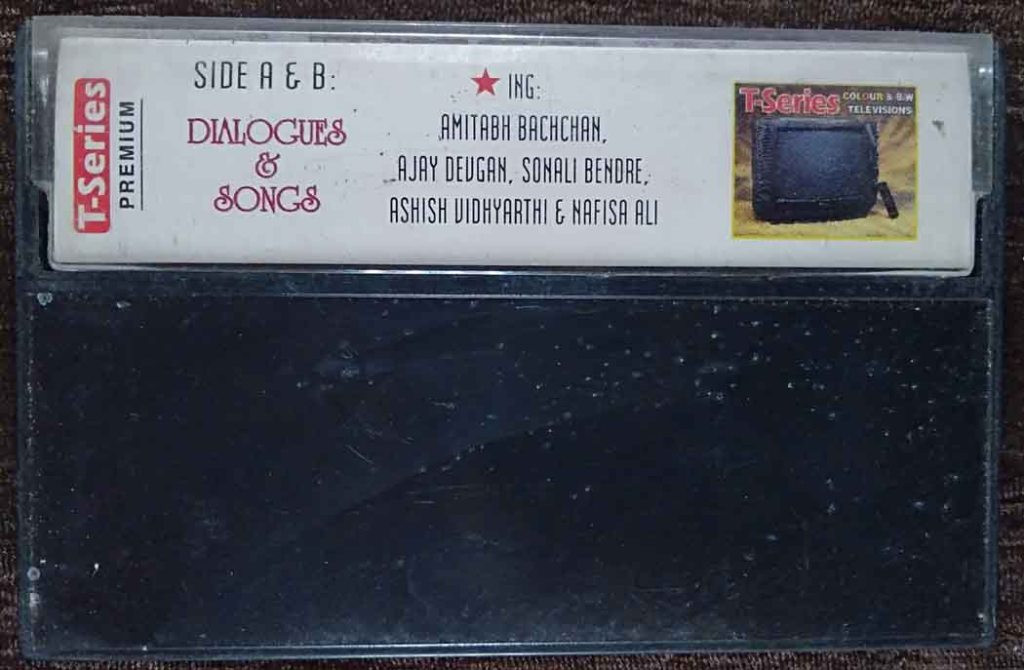 T-Series
PREMIUM
SIDE A & B:
DIALOGUES
&
SONGS
★ ING:
AMITABH BACHCHAN,
AJAY DEVGAN, SONALI BENDRE,
ASHISH VIDHYARTHI & NAFISA ALI
T-Series COLOUR & B/W
TELEVISIONS